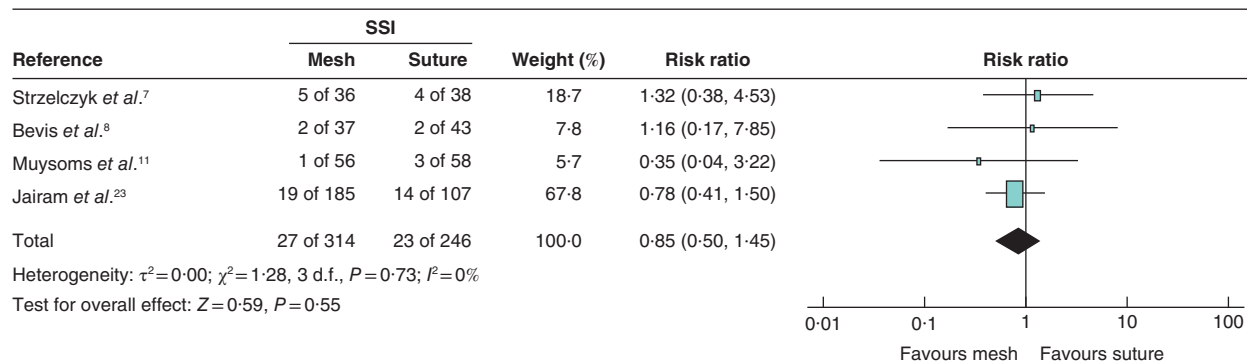 SSI
Reference Mesh Suture Weight (%) Risk ratio Risk ratio
Strzelczyk et al.⁷ 5 of 36 4 of 38 18·7 1·32 (0·38, 4·53)
Bevis et al.⁸ 2 of 37 2 of 43 7·8 1·16 (0·17, 7·85)
Muysoms et al.¹¹ 1 of 56 3 of 58 5·7 0·35 (0·04, 3·22)
Jairam et al.²³ 19 of 185 14 of 107 67·8 0·78 (0·41, 1·50)
Total 27 of 314 23 of 246 100·0 0·85 (0·50, 1·45)
Heterogeneity: τ²=0·00; χ²=1·28, 3 d.f., P=0·73; I²=0%
Test for overall effect: Z=0·59, P=0·55
0·01 0·1 1 10 100
Favours mesh Favours suture